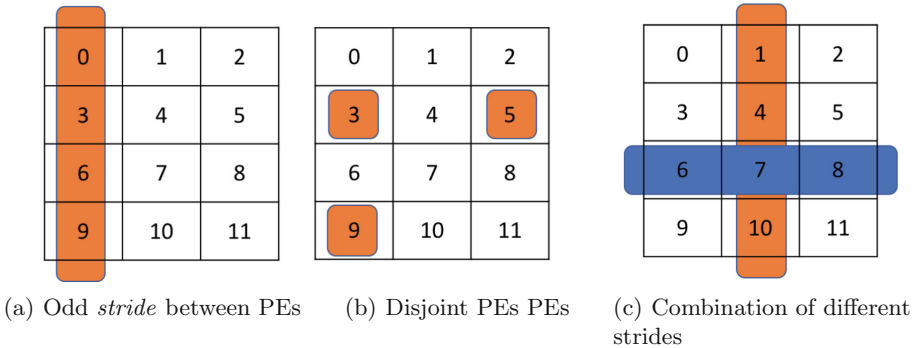 0 1 2
3 4 5
6 7 8
9 10 11
(a) Odd stride between PEs
0 1 2
3 4 5
6 7 8
9 10 11
(b) Disjoint PEs PEs
0 1 2
3 4 5
6 7 8
9 10 11
(c) Combination of different
strides